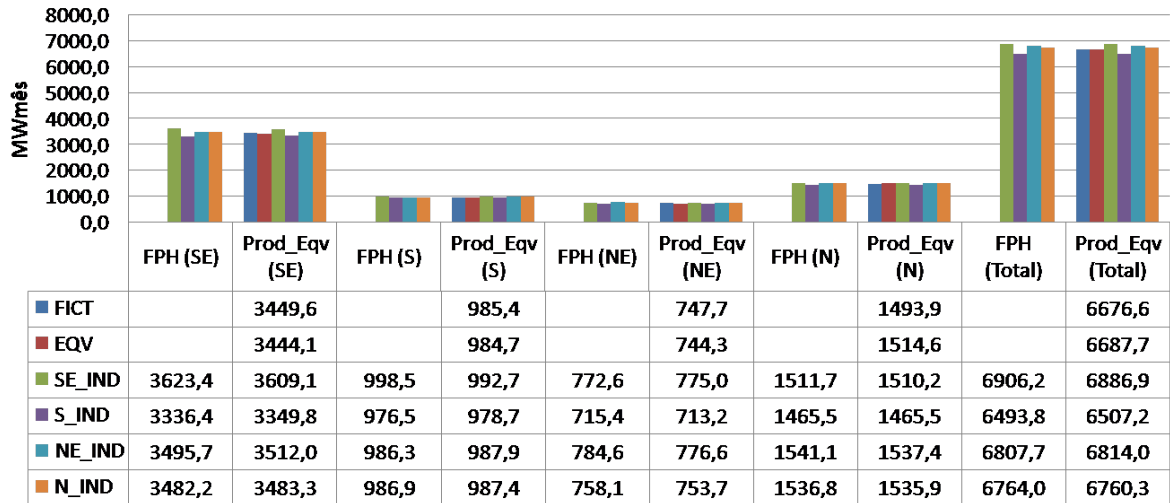 MWmês
8000,0
7000,0
6000,0
5000,0
4000,0
3000,0
2000,0
1000,0
0,0
FPH (SE) Prod_Eqv (SE) FPH (S) Prod_Eqv (S) FPH (NE) Prod_Eqv (NE) FPH (N) Prod_Eqv (N) FPH (Total) Prod_Eqv (Total)
FICT 3449,6 985,4 747,7 1493,9 6676,6
EQV 3444,1 984,7 744,3 1514,6 6687,7
SE_IND 3623,4 3609,1 998,5 992,7 772,6 775,0 1511,7 1510,2 6906,2 6886,9
S_IND 3336,4 3349,8 976,5 978,7 715,4 713,2 1465,5 1465,5 6493,8 6507,2
NE_IND 3495,7 3512,0 986,3 987,9 784,6 776,6 1541,1 1537,4 6807,7 6814,0
N_IND 3482,2 3483,3 986,9 987,4 758,1 753,7 1536,8 1535,9 6764,0 6760,3